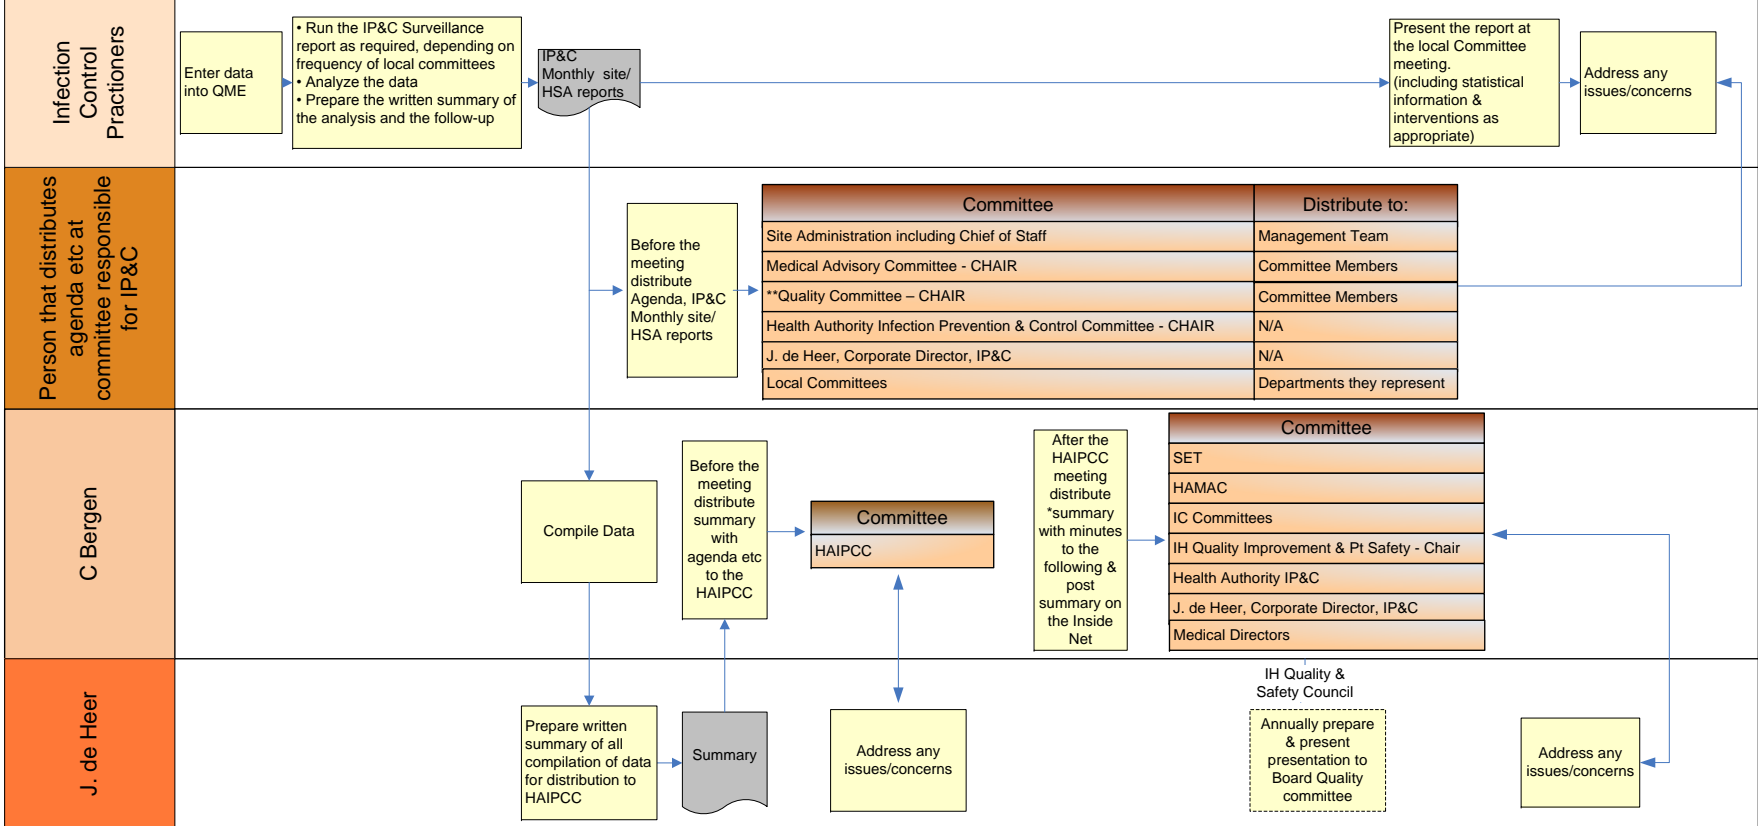 Infection
Control
Practioners
Enter data
into QME
• Run the IP&C Surveillance
report as required, depending on
frequency of local committees
• Analyze the data
• Prepare the written summary of
the analysis and the follow-up
IP&C
Monthly site/
HSA reports
Present the report at
the local Committee
meeting.
(including statistical
information &
interventions as
appropriate)
Address any
issues/concerns
Person that distributes
agenda etc at
committee responsible
for IP&C
Before the
meeting
distribute
Agenda, IP&C
Monthly site/
HSA reports
Committee
Distribute to:
Site Administration including Chief of Staff
Management Team
Medical Advisory Committee - CHAIR
Committee Members
**Quality Committee – CHAIR
Committee Members
Health Authority Infection Prevention & Control Committee - CHAIR
N/A
J. de Heer, Corporate Director, IP&C
N/A
Local Committees
Departments they represent
C Bergen
Compile Data
Before the
meeting
distribute
summary
with
agenda etc
to the
HAIPCC
Committee
HAIPCC
After the
HAIPCC
meeting
distribute
*summary
with minutes
to the
following &
post
summary on
the Inside
Net
Committee
SET
HAMAC
IC Committees
IH Quality Improvement & Pt Safety - Chair
Health Authority IP&C
J. de Heer, Corporate Director, IP&C
Medical Directors
J. de Heer
Prepare written
summary of all
compilation of data
for distribution to
HAIPCC
Summary
Address any
issues/concerns
IH Quality &
Safety Council
Annually prepare
& present
presentation to
Board Quality
committee
Address any
issues/concerns